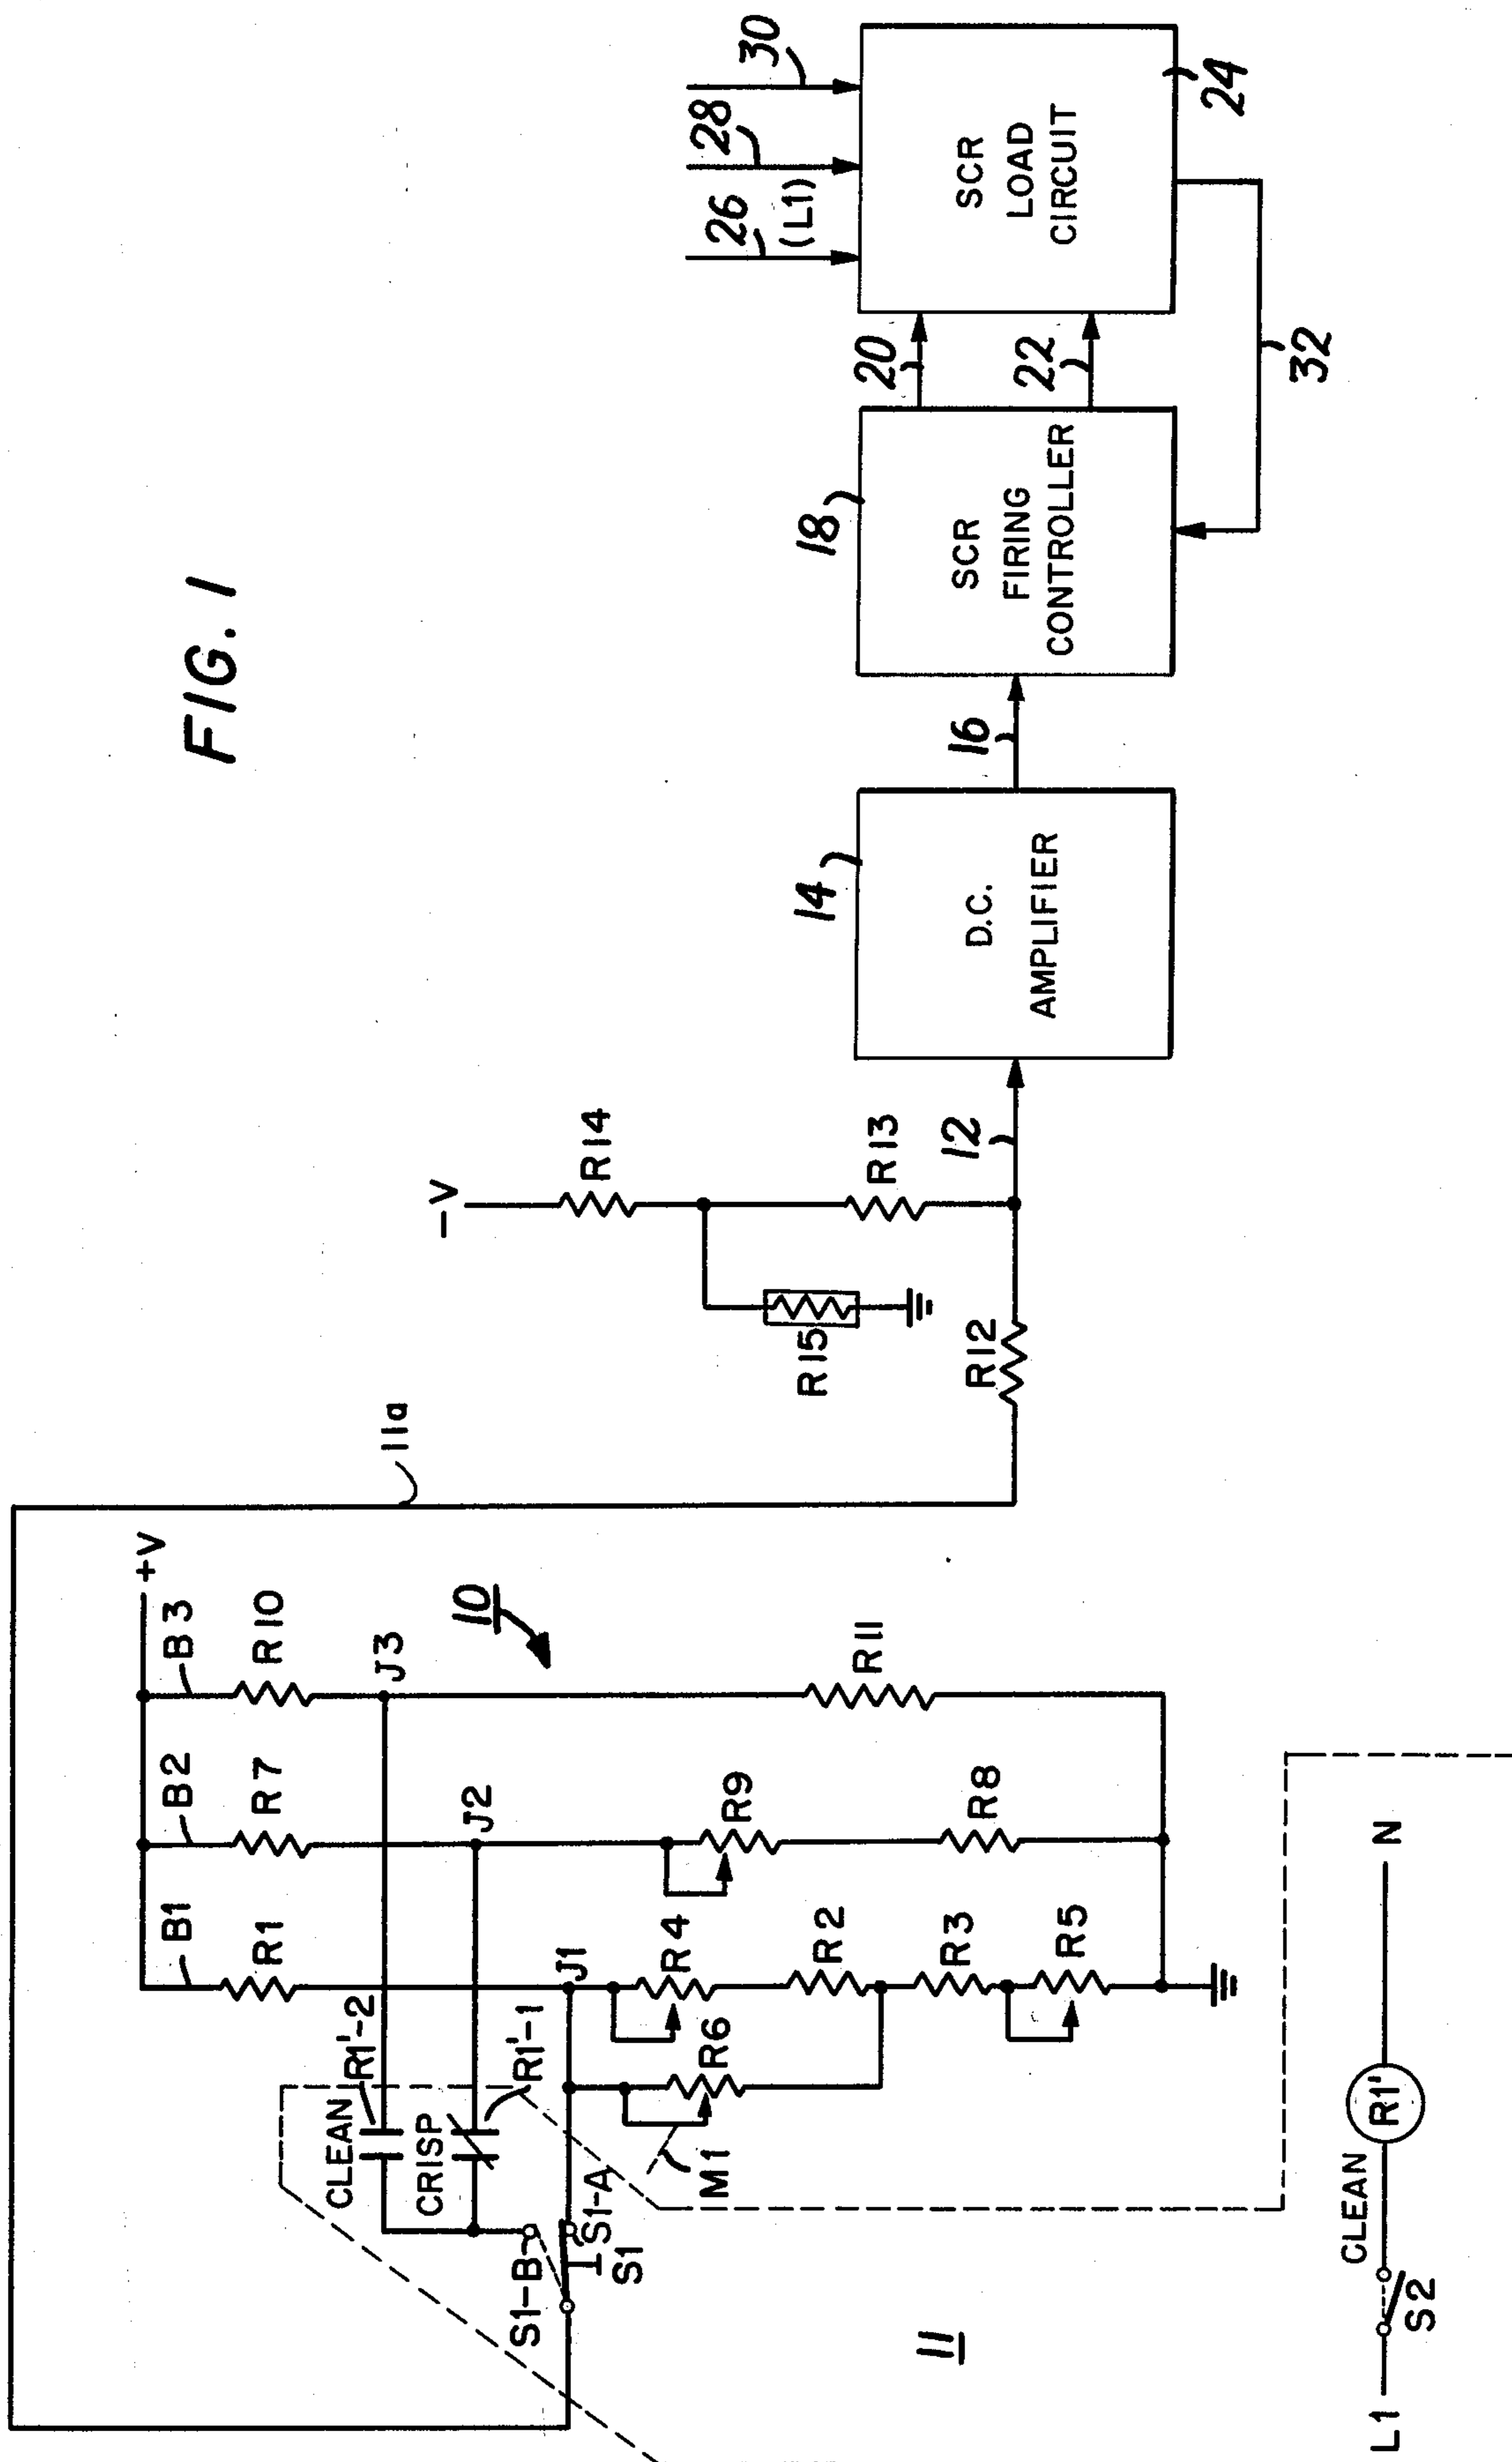 FIG. 1
11a
+V
B1
B2
B3
R1
R7
R10
R1'-2
CLEAN
J3
10
CRISP
J2
R1'-1
S1-B
S1-A
S1
J1
M1
R6
R4
R9
R2
R11
R3
R8
R5
11
L1
S2
CLEAN
R1'
N
-V
R14
R15
R13
R12
12
14
D.C.
AMPLIFIER
16
18
SCR
FIRING
CONTROLLER
20
22
26
(L1)
28
30
SCR
LOAD
CIRCUIT
24
32